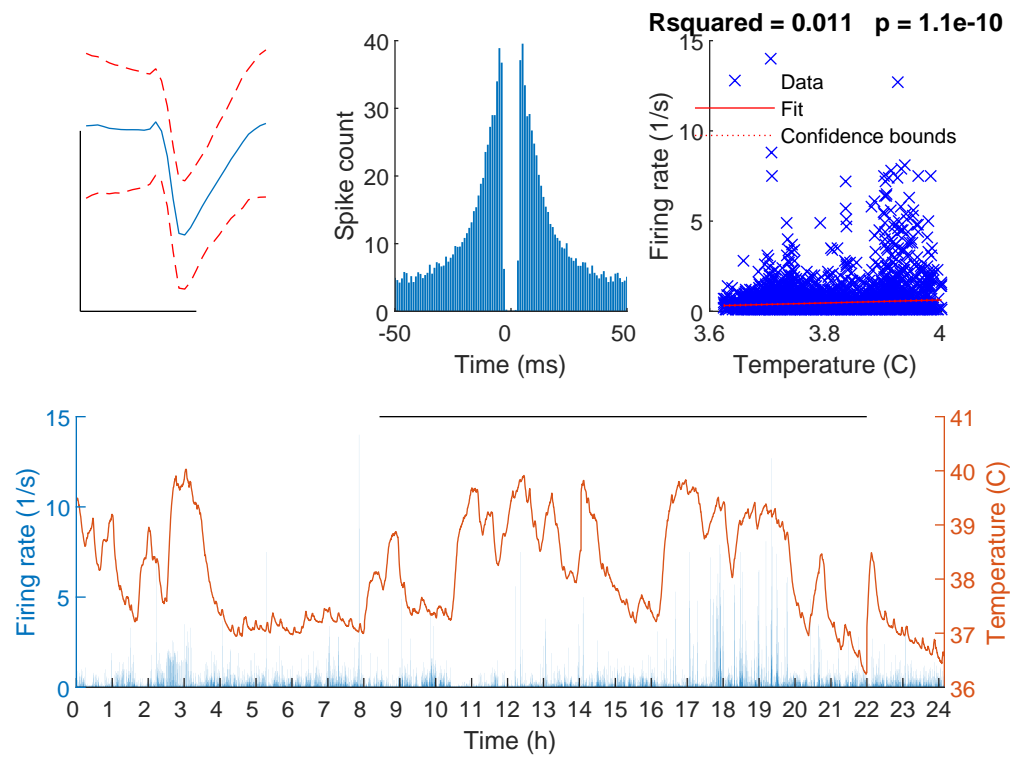 Rsquared = 0.011   p = 1.1e-10
40
30
20
10
0
Spike count
-50
0
50
Time (ms)
15
10
5
0
Firing rate (1/s)
Data
Fit
Confidence bounds
3.6
3.8
4
Temperature (C)
15
10
5
0
Firing rate (1/s)
41
40
39
38
37
36
Temperature (C)
0 1 2 3 4 5 6 7 8 9 10 11 12 13 14 15 16 17 18 19 20 21 22 23 24
Time (h)